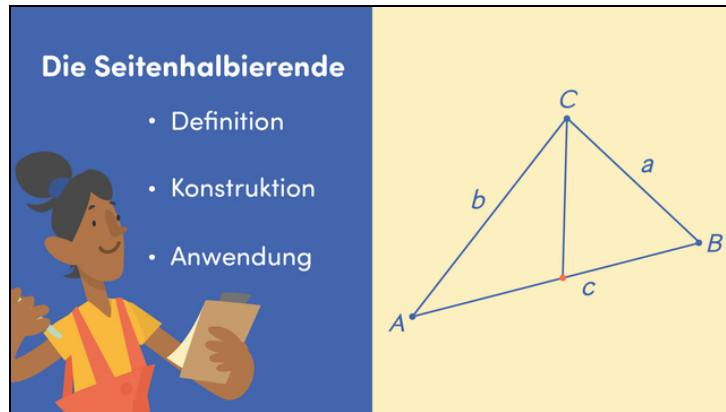 Die Seitenhalbierende
• Definition
• Konstruktion
• Anwendung
C
b
a
B
c
A